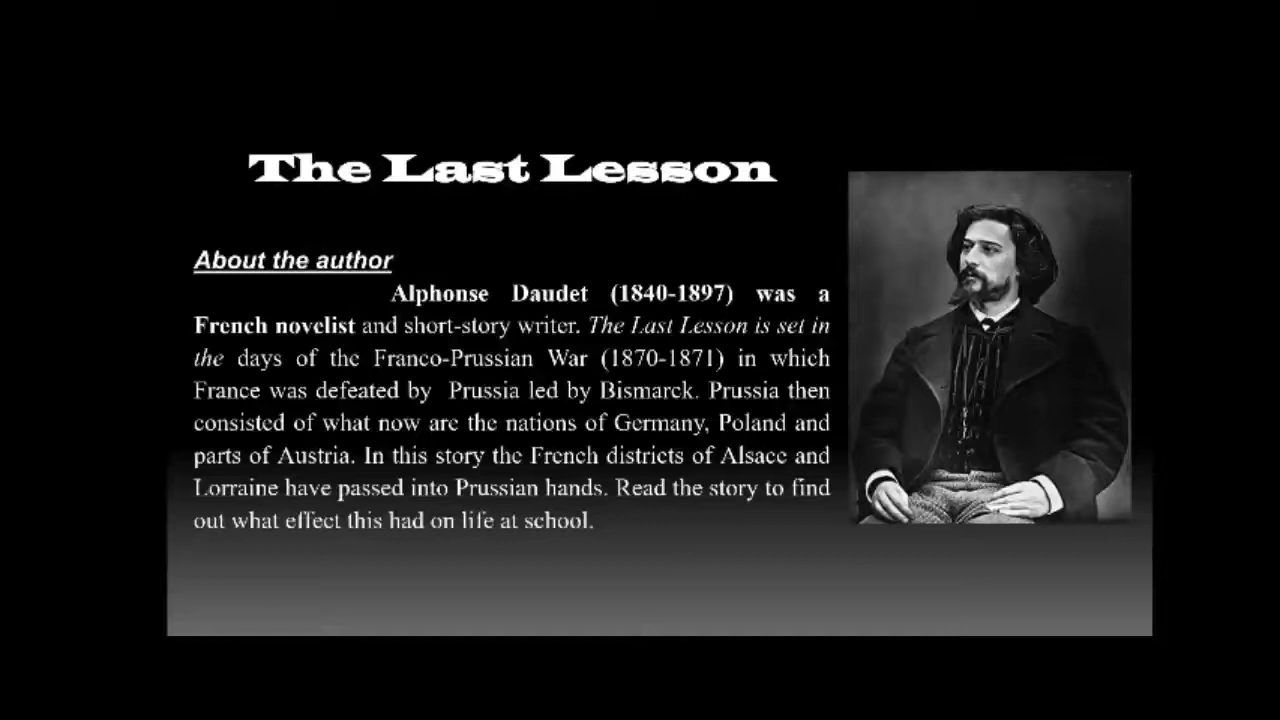 The Last Lesson
About the author
Alphonse Daudet (1840-1897) was a
French novelist and short-story writer. The Last Lesson is set in
the days of the Franco-Prussian War (1870-1871) in which
France was defeated by Prussia led by Bismarck. Prussia then
consisted of what now are the nations of Germany, Poland and
parts of Austria. In this story the French districts of Alsace and
Lorraine have passed into Prussian hands. Read the story to find
out what effect this had on life at school.